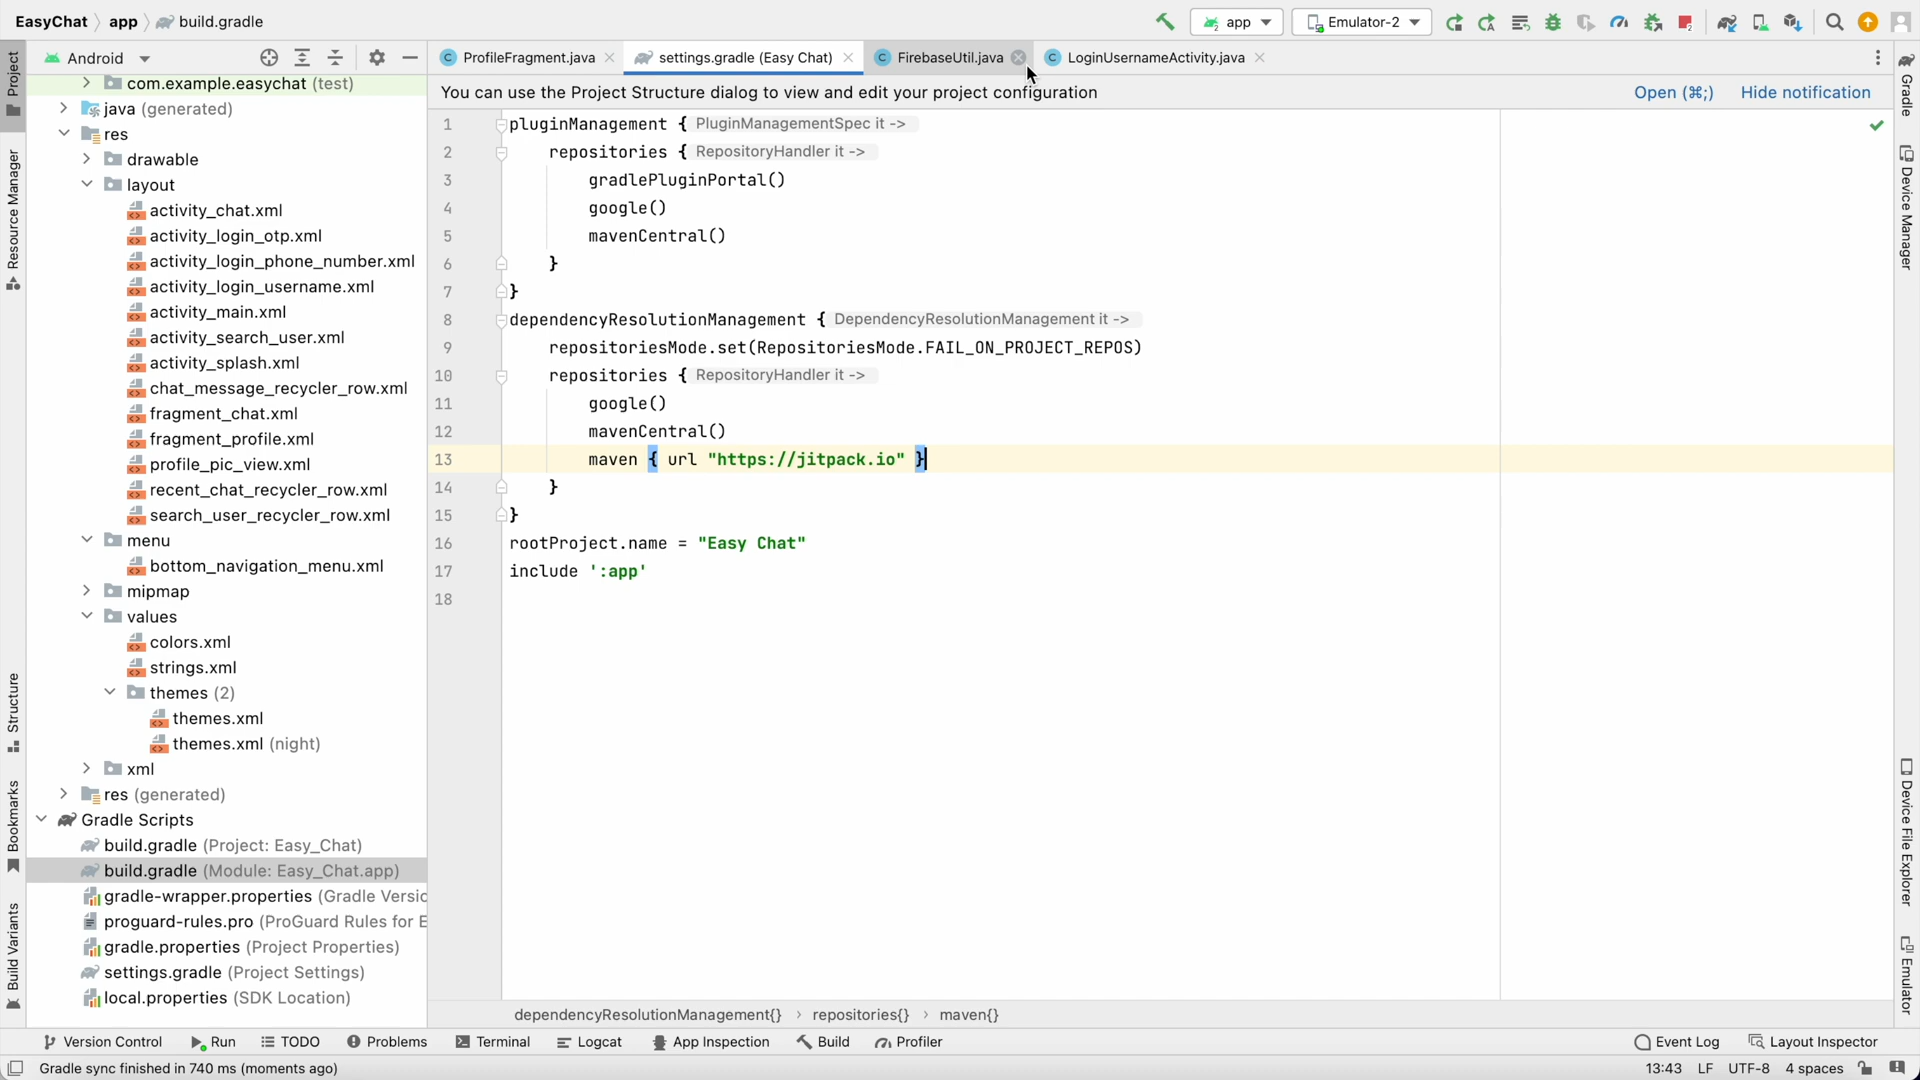 EasyChat app build.gradle
app Emulator-2
Android
ProfileFragment.java settings.gradle (Easy Chat) FirebaseUtil.java LoginUsernameActivity.java
You can use the Project Structure dialog to view and edit your project configuration Open (⌘;) Hide notification
com.example.easychat (test)
java (generated)
res
drawable
layout
activity_chat.xml
activity_login_otp.xml
activity_login_phone_number.xml
activity_login_username.xml
activity_main.xml
activity_search_user.xml
activity_splash.xml
chat_message_recycler_row.xml
fragment_chat.xml
fragment_profile.xml
profile_pic_view.xml
recent_chat_recycler_row.xml
search_user_recycler_row.xml
menu
bottom_navigation_menu.xml
mipmap
values
colors.xml
strings.xml
themes (2)
themes.xml
themes.xml (night)
xml
res (generated)
Gradle Scripts
build.gradle (Project: Easy_Chat)
build.gradle (Module: Easy_Chat.app)
gradle-wrapper.properties (Gradle Versic
proguard-rules.pro (ProGuard Rules for E
gradle.properties (Project Properties)
settings.gradle (Project Settings)
local.properties (SDK Location)
1 pluginManagement { PluginManagementSpec it ->
2 repositories { RepositoryHandler it ->
3 gradlePluginPortal()
4 google()
5 mavenCentral()
6 }
7 }
8 dependencyResolutionManagement { DependencyResolutionManagement it ->
9 repositoriesMode.set(RepositoriesMode.FAIL_ON_PROJECT_REPOS)
10 repositories { RepositoryHandler it ->
11 google()
12 mavenCentral()
13 maven { url "https://jitpack.io" }
14 }
15 }
16 rootProject.name = "Easy Chat"
17 include ':app'
18
dependencyResolutionManagement{} › repositories{} › maven{}
Project
Resource Manager
Structure
Bookmarks
Build Variants
Gradle
Device Manager
Device File Explorer
Emulator
Version Control Run TODO Problems Terminal Logcat App Inspection Build Profiler Event Log Layout Inspector
Gradle sync finished in 740 ms (moments ago) 13:43 LF UTF-8 4 spaces